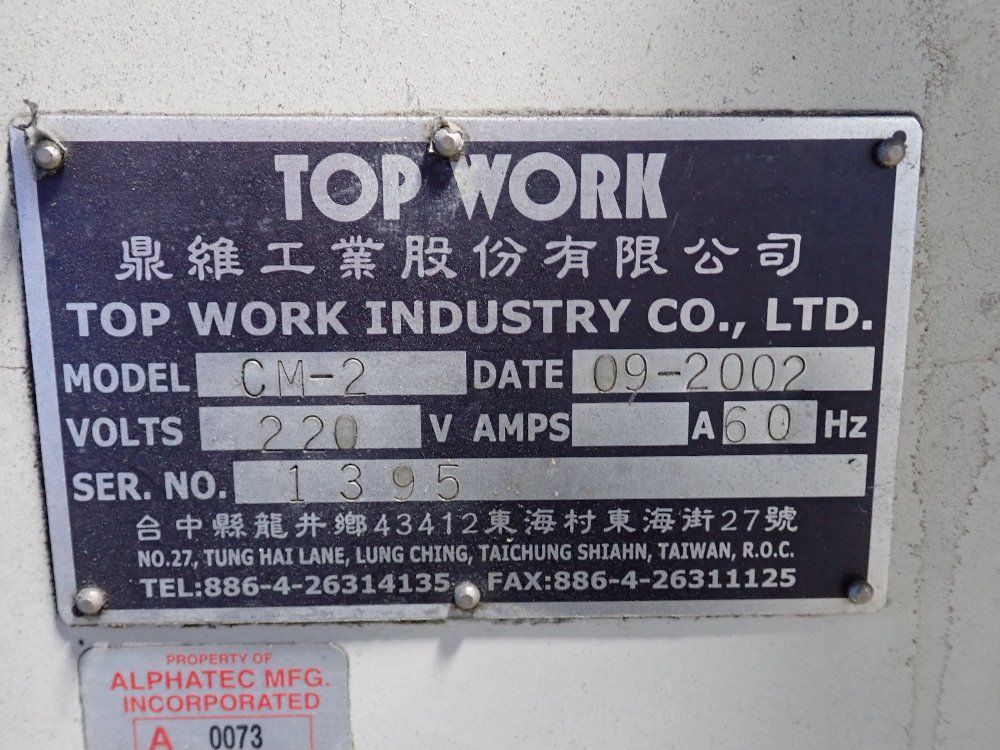 TOP WORK
鼎維工業股份有限公司
TOP WORK INDUSTRY CO., LTD.
MODEL CM-2 DATE 09-2002
VOLTS 220 V AMPS A 60 Hz
SER. NO. 1395
台中縣龍井鄉43412東海村東海街27號
NO.27, TUNG HAI LANE, LUNG CHING, TAICHUNG SHIAHN, TAIWAN, R.O.C.
TEL:886-4-26314135 FAX:886-4-26311125
PROPERTY OF
ALPHATEC MFG.
INCORPORATED
A 0073